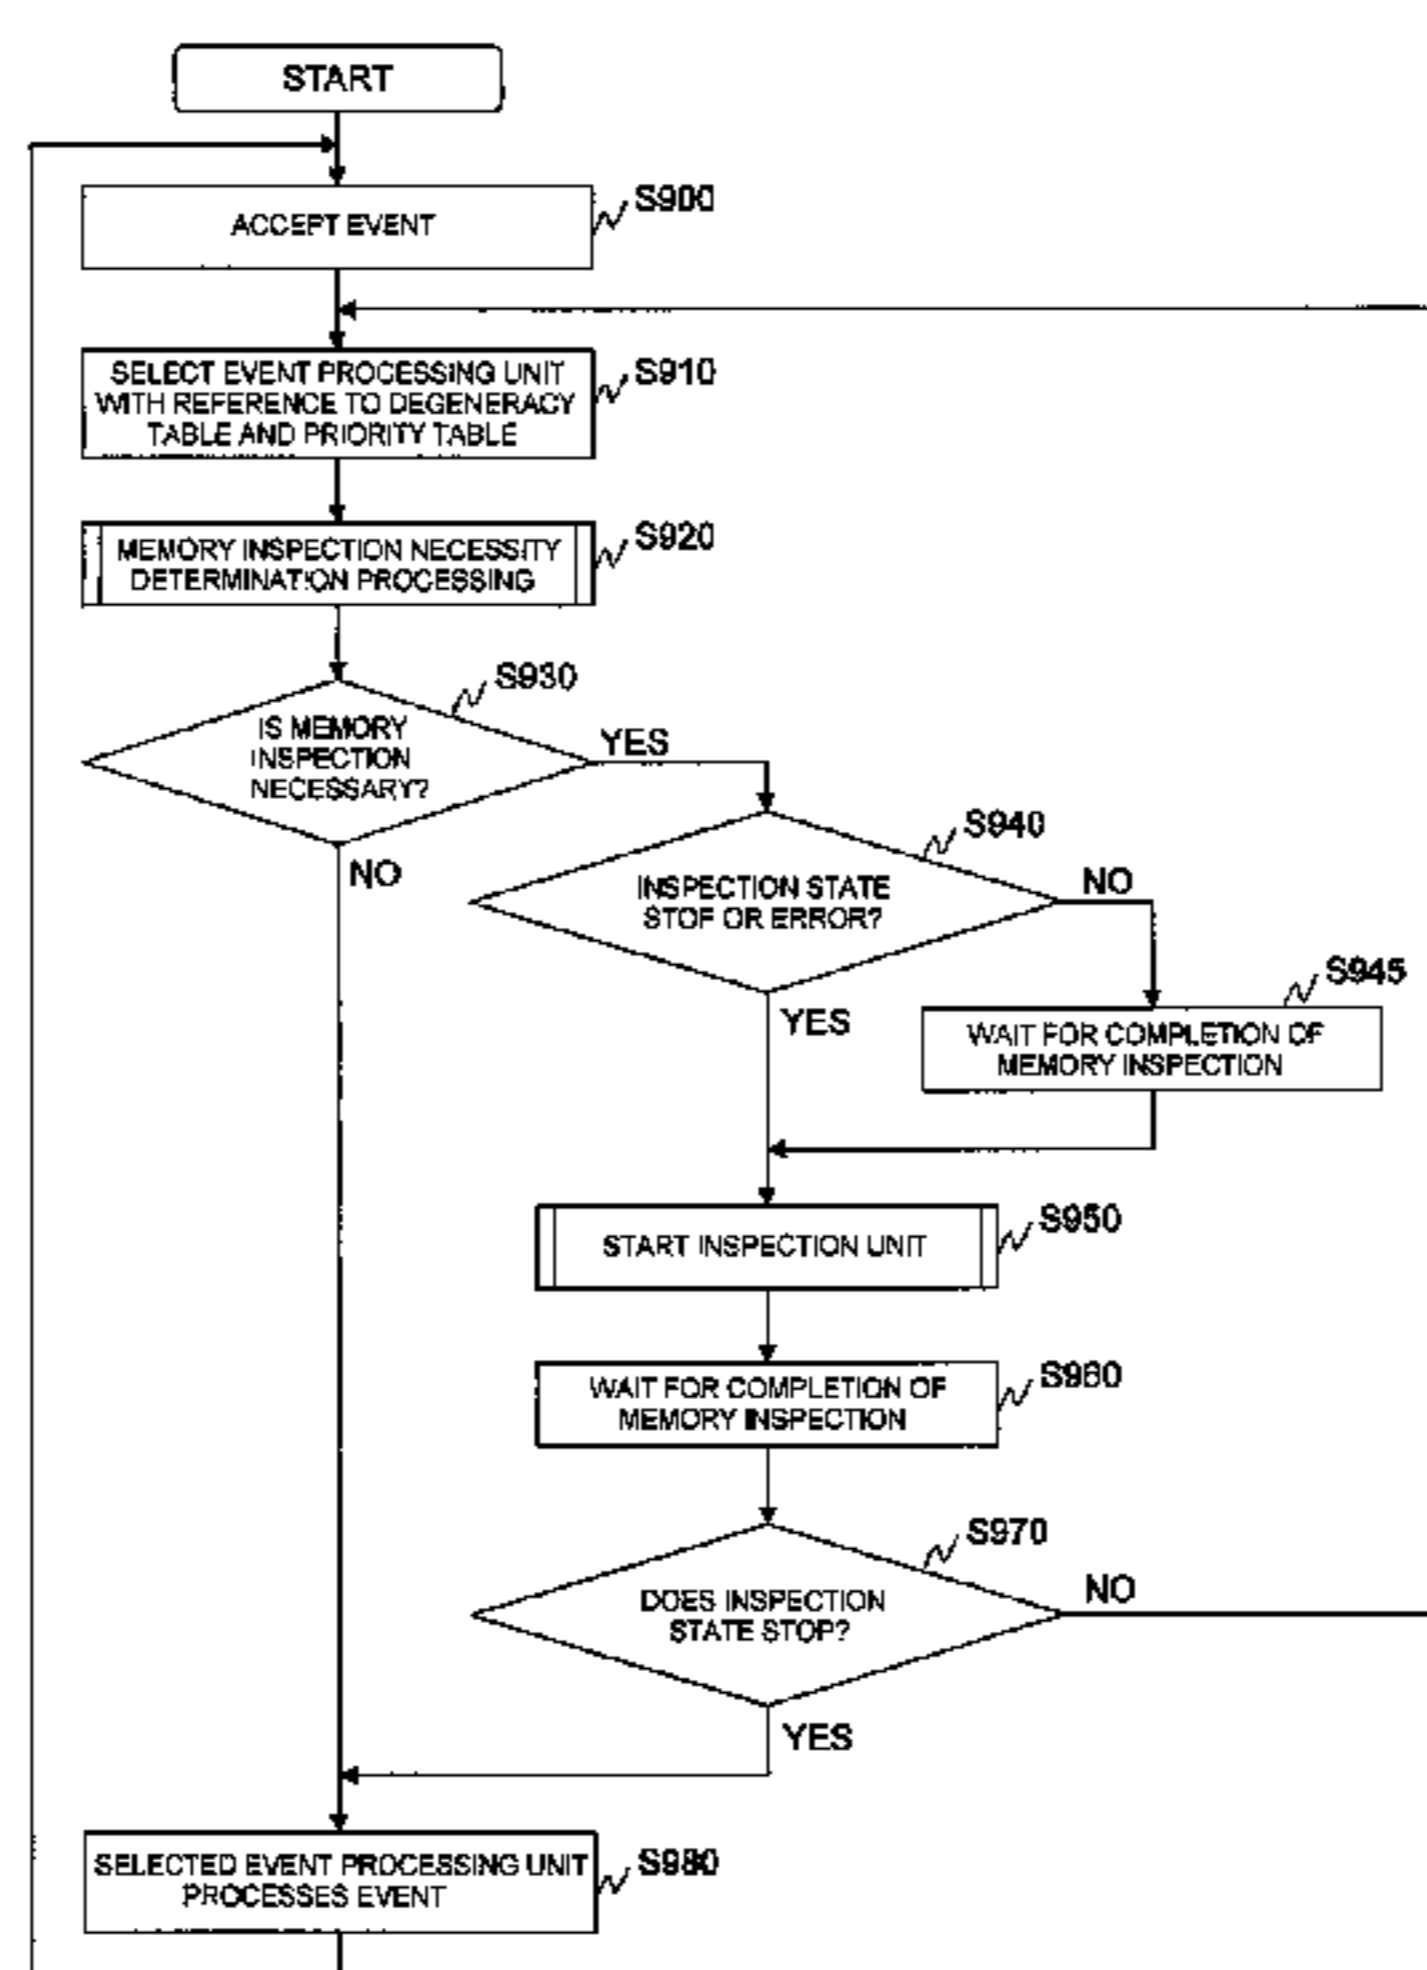 START
S900
ACCEPT EVENT
SELECT EVENT PROCESSING UNIT
WITH REFERENCE TO DEGENERACY
TABLE AND PRIORITY TABLE
S910
MEMORY INSPECTION NECESSITY
DETERMINATION PROCESSING
S920
S930
IS MEMORY
INSPECTION
NECESSARY?
YES
NO
S940
INSPECTION STATE
STOP OR ERROR?
NO
YES
S945
WAIT FOR COMPLETION OF
MEMORY INSPECTION
S950
START INSPECTION UNIT
S960
WAIT FOR COMPLETION OF
MEMORY INSPECTION
S970
DOES INSPECTION
STATE STOP?
NO
YES
SELECTED EVENT PROCESSING UNIT
PROCESSES EVENT
S980